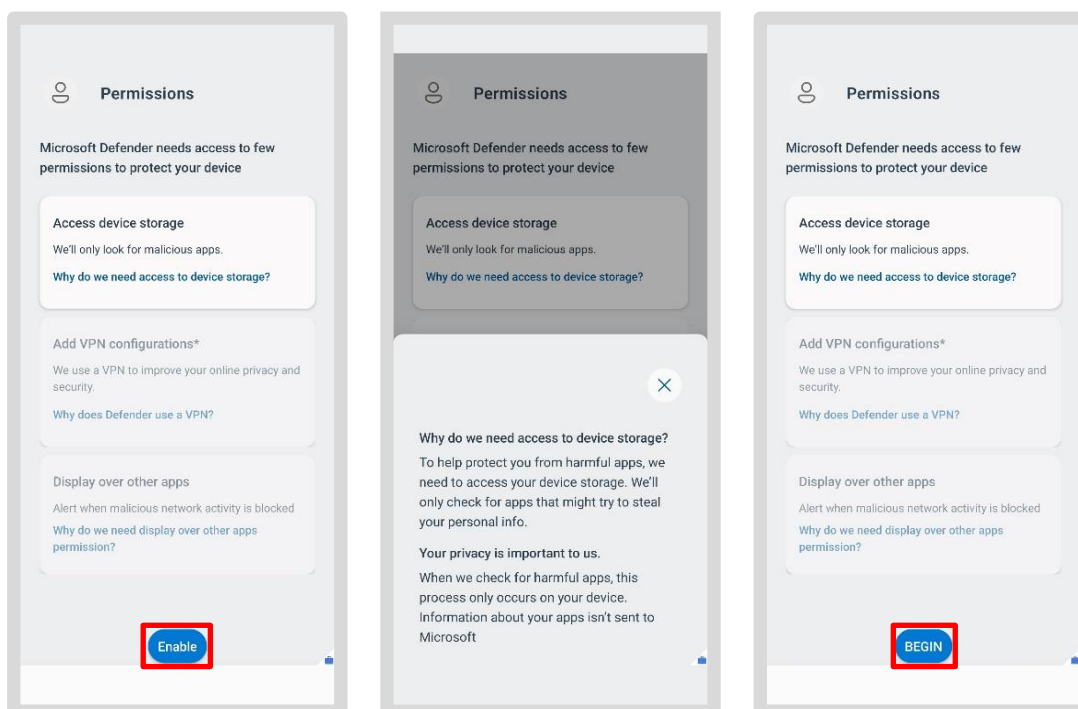 Permissions
Microsoft Defender needs access to few
permissions to protect your device
Access device storage
We'll only look for malicious apps.
Why do we need access to device storage?
Add VPN configurations*
We use a VPN to improve your online privacy and
security.
Why does Defender use a VPN?
Display over other apps
Alert when malicious network activity is blocked
Why do we need display over other apps
permission?
Enable
Permissions
Microsoft Defender needs access to few
permissions to protect your device
Access device storage
We'll only look for malicious apps.
Why do we need access to device storage?
Why do we need access to device storage?
To help protect you from harmful apps, we
need to access your device storage. We'll
only check for apps that might try to steal
your personal info.
Your privacy is important to us.
When we check for harmful apps, this
process only occurs on your device.
Information about your apps isn't sent to
Microsoft
Permissions
Microsoft Defender needs access to few
permissions to protect your device
Access device storage
We'll only look for malicious apps.
Why do we need access to device storage?
Add VPN configurations*
We use a VPN to improve your online privacy and
security.
Why does Defender use a VPN?
Display over other apps
Alert when malicious network activity is blocked
Why do we need display over other apps
permission?
BEGIN